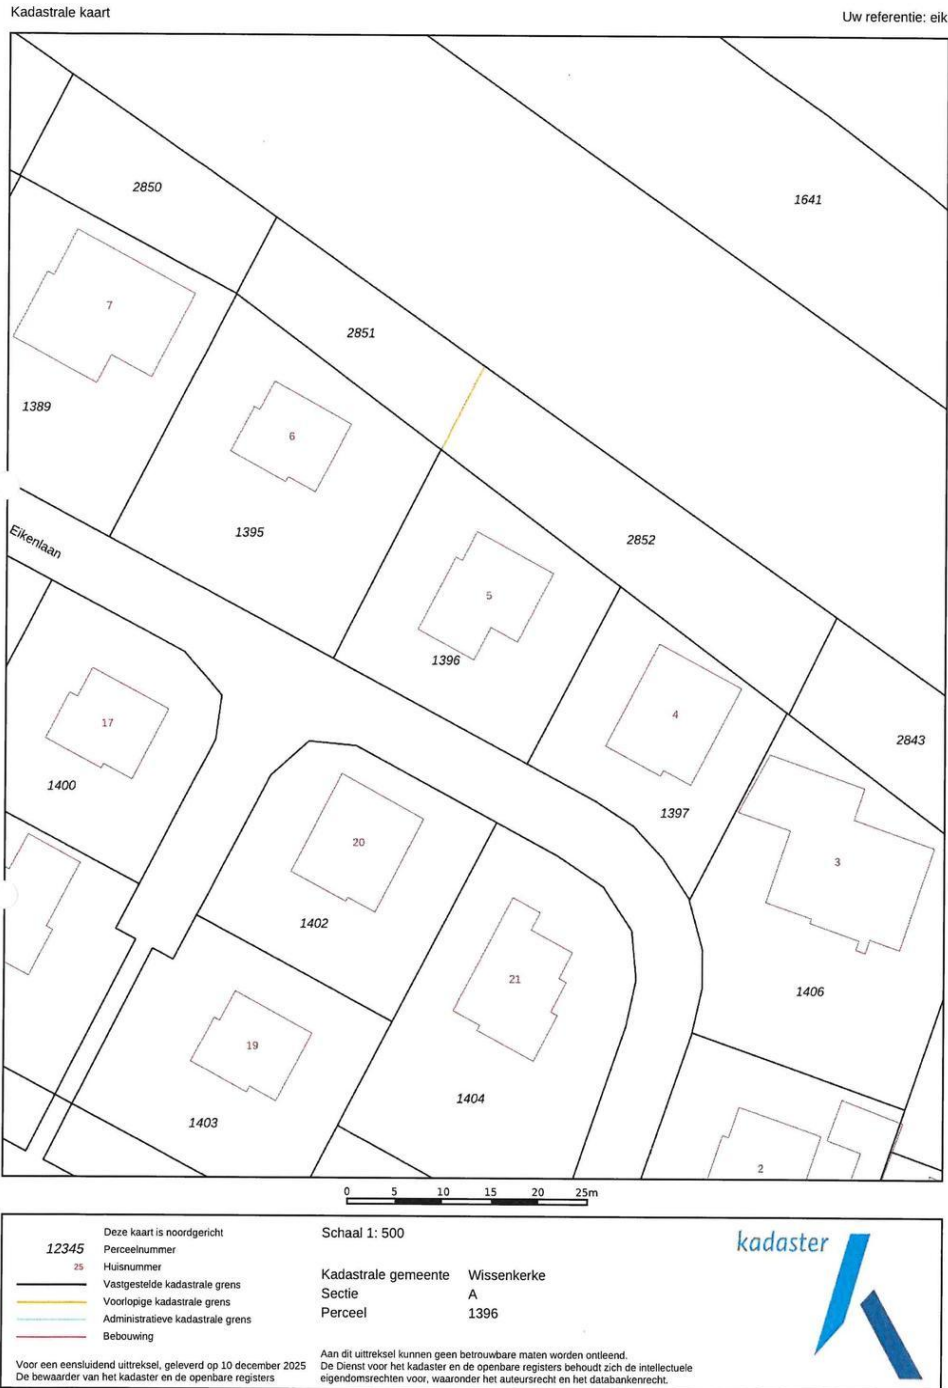 Kadastrale kaart
Uw referentie: eik
2850
1641
7
2851
1389
6
1395
Eikenlaan
2852
5
1396
4
17
2843
1400
1397
20
3
1402
21
1406
19
1404
1403
2
0 5 10 15 20 25m
Deze kaart is noordgericht
12345 Perceelnummer
25 Huisnummer
Vastgestelde kadastrale grens
Voorlopige kadastrale grens
Administratieve kadastrale grens
Bebouwing
Voor een eensluidend uittreksel, geleverd op 10 december 2025
De bewaarder van het kadaster en de openbare registers
Schaal 1: 500
Kadastrale gemeente Wissenkerke
Sectie A
Perceel 1396
Aan dit uittreksel kunnen geen betrouwbare maten worden ontleend.
De Dienst voor het kadaster en de openbare registers behoudt zich de intellectuele
eigendomsrechten voor, waaronder het auteursrecht en het databankenrecht.
kadaster